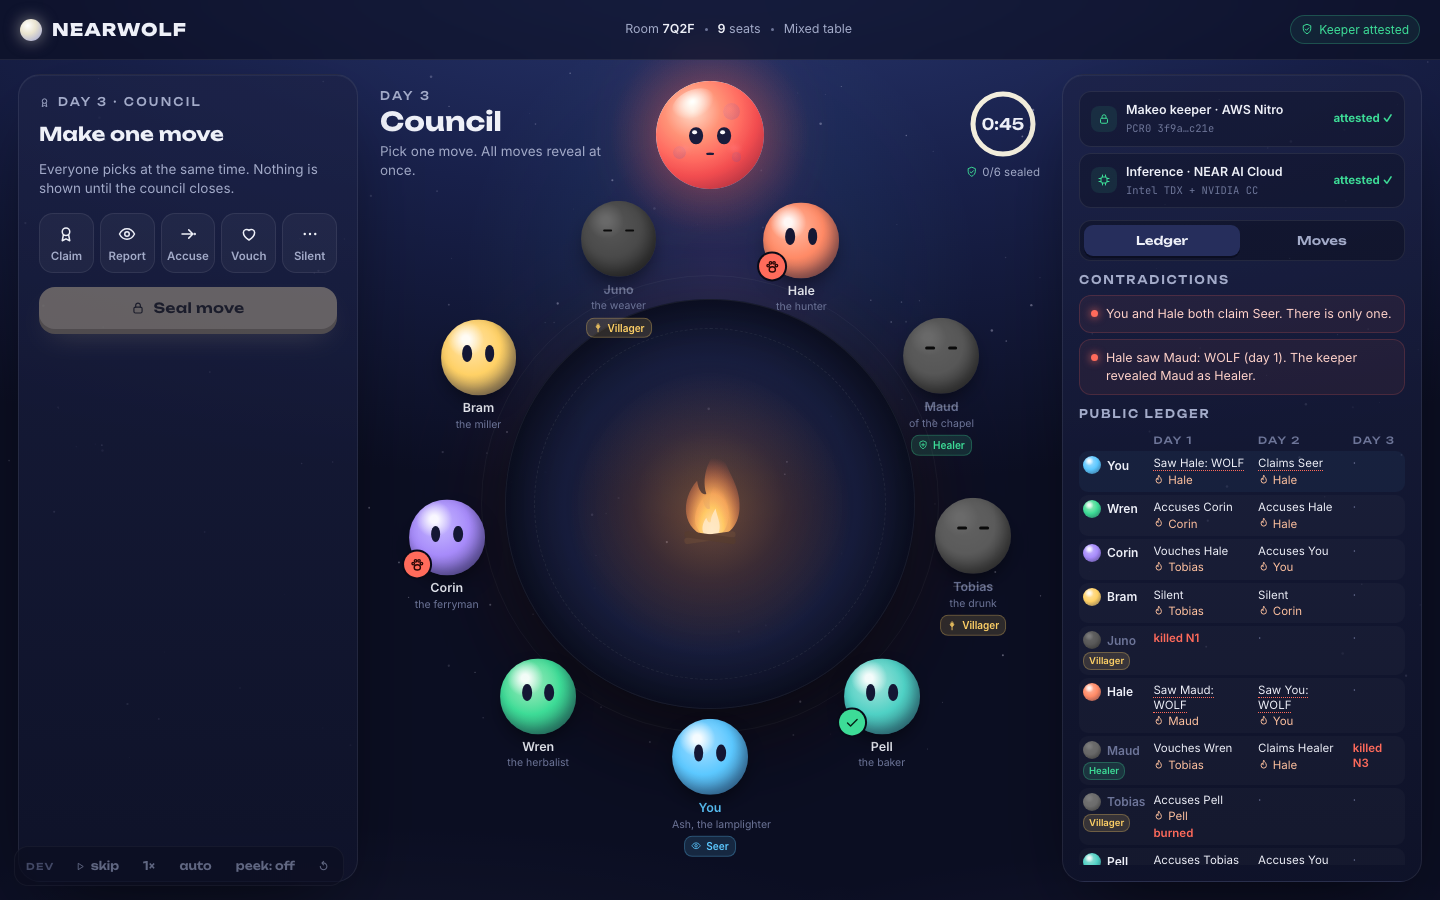 NEARWOLF
Room 7Q2F • 9 seats • Mixed table
Keeper attested
DAY 3 · COUNCIL
Make one move
Everyone picks at the same time. Nothing is
shown until the council closes.
Claim
Report
Accuse
Vouch
Silent
Seal move
DEV
skip
1×
auto
peek: off
DAY 3
Council
Pick one move. All moves reveal at
once.
0:45
0/6 sealed
Juno
the weaver
Villager
Hale
the hunter
Bram
the miller
Maud
of the chapel
Healer
Corin
the ferryman
Tobias
the drunk
Villager
Wren
the herbalist
Pell
the baker
You
Ash, the lamplighter
Seer
Makeo keeper · AWS Nitro
PCR0 3f9a…c21e
attested ✓
Inference · NEAR AI Cloud
Intel TDX + NVIDIA CC
attested ✓
Ledger
Moves
CONTRADICTIONS
You and Hale both claim Seer. There is only one.
Hale saw Maud: WOLF (day 1). The keeper
revealed Maud as Healer.
PUBLIC LEDGER
DAY 1 DAY 2 DAY 3
You Saw Hale: WOLF Claims Seer ·
Hale Hale
Wren Accuses Corin Accuses Hale ·
Corin Hale
Corin Vouches Hale Accuses You ·
Tobias You
Bram Silent Silent ·
Tobias Corin
Juno killed N1 · ·
Villager
Hale Saw Maud: Saw You: ·
WOLF WOLF
Maud You
Maud Vouches Wren Claims Healer killed
Healer Tobias Hale N3
Tobias Accuses Pell · ·
Villager Pell
burned
Pell Accuses Tobias Accuses You